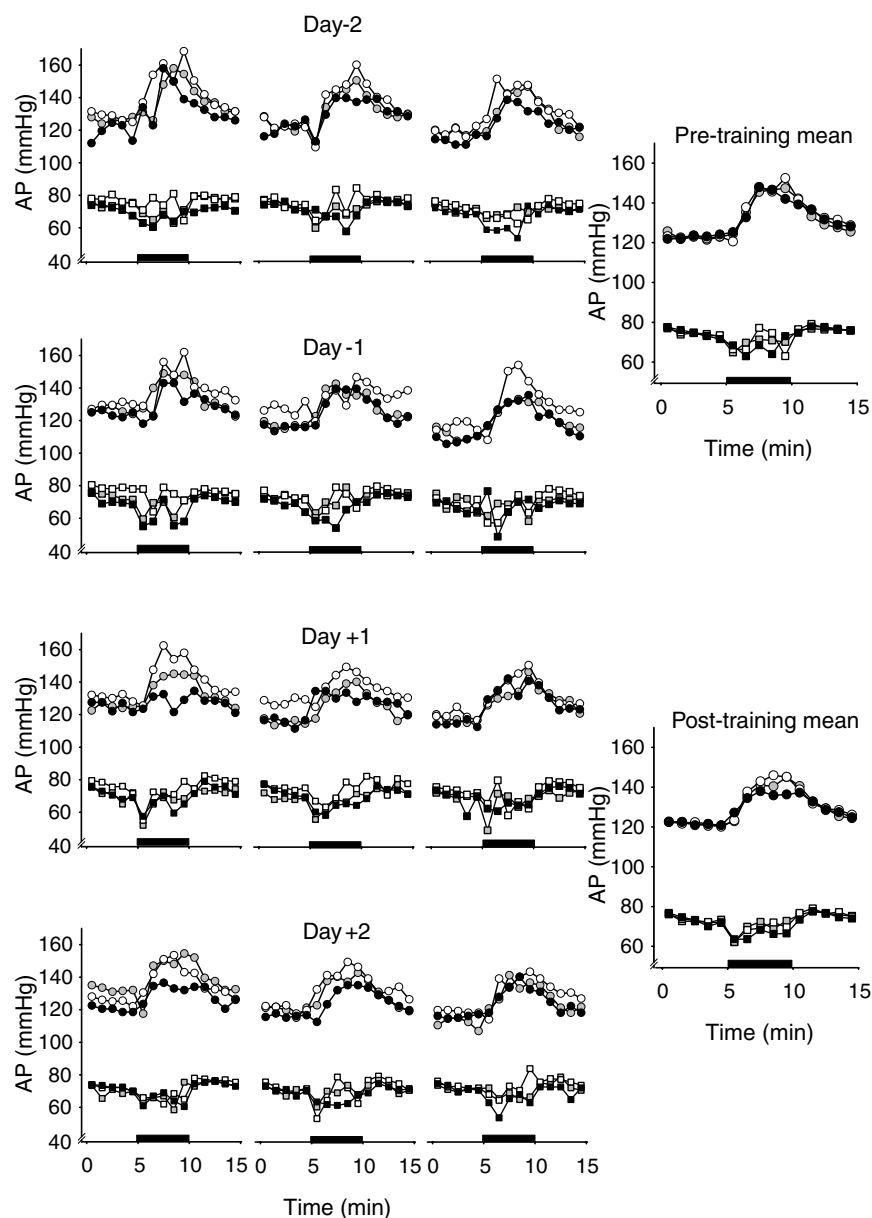 Day-2
AP (mmHg)
160
140
120
100
80
60
40
Pre-training mean
AP (mmHg)
160
140
120
100
80
60
0 5 10 15
Time (min)
Day -1
AP (mmHg)
160
140
120
100
80
60
40
Day +1
AP (mmHg)
160
140
120
100
80
60
40
Post-training mean
AP (mmHg)
160
140
120
100
80
60
0 5 10 15
Time (min)
Day +2
AP (mmHg)
160
140
120
100
80
60
40
0 5 10 15 0 5 10 15 0 5 10 15
Time (min)